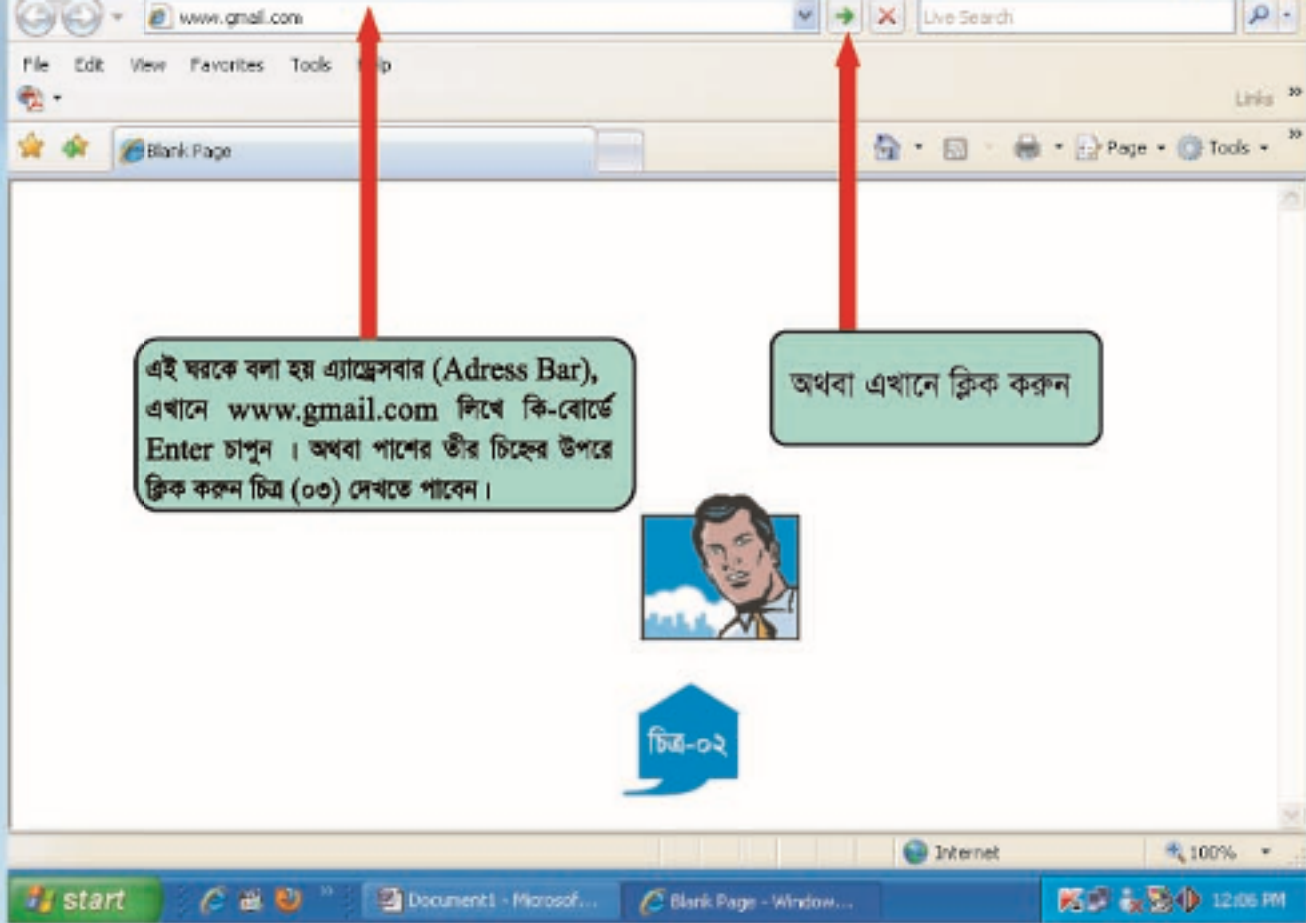 www.gmail.com Live Search
File Edit View Favorites Tools
Links
Blank Page Page Tools
এই ঘরকে বলা হয় এ্যাড্রেসবার (Adress Bar),
এখানে www.gmail.com লিখে কি-বোর্ডে
Enter চাপুন । অথবা পাশের তীর চিহ্নের উপরে
ক্লিক করুন চিত্র (০৩) দেখতে পাবেন।
অথবা এখানে ক্লিক করুন
চিত্র-০২
Internet 100%
start Document1 - Microsof... Blank Page - Window... 12:06 PM